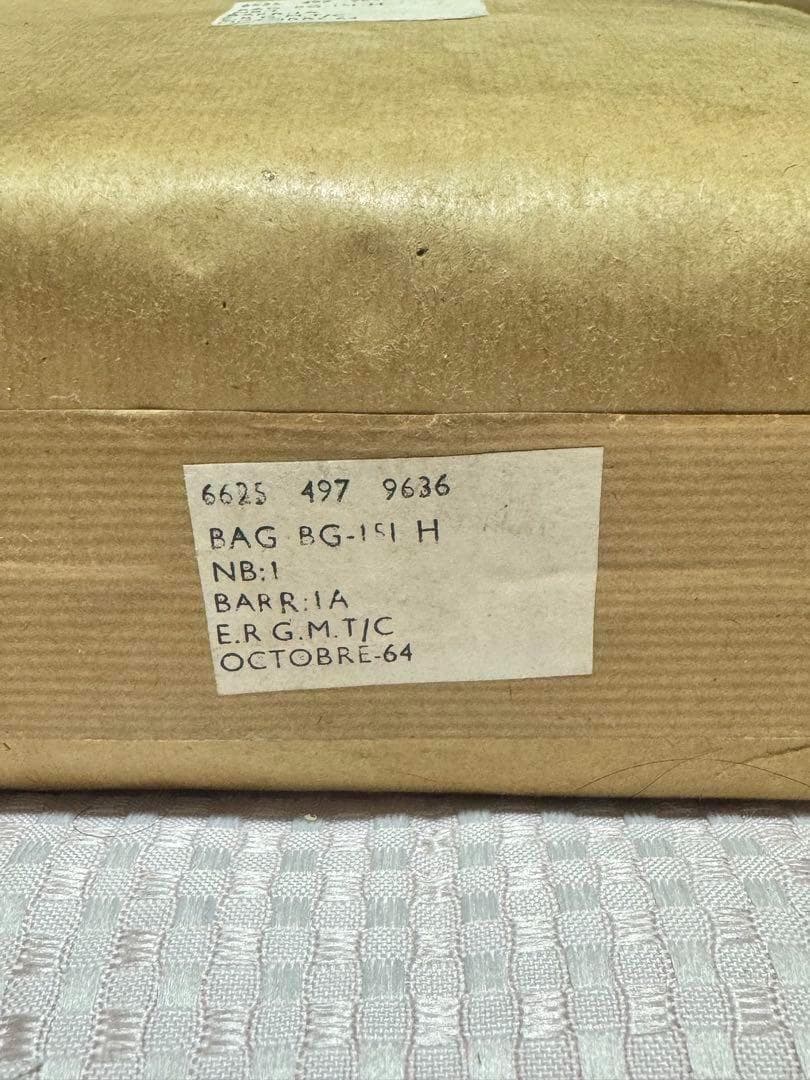 6625 497 9636
BAG BG-151 H
NB:1
BARR:1A
E.R G.M.T/C
OCTOBRE-64